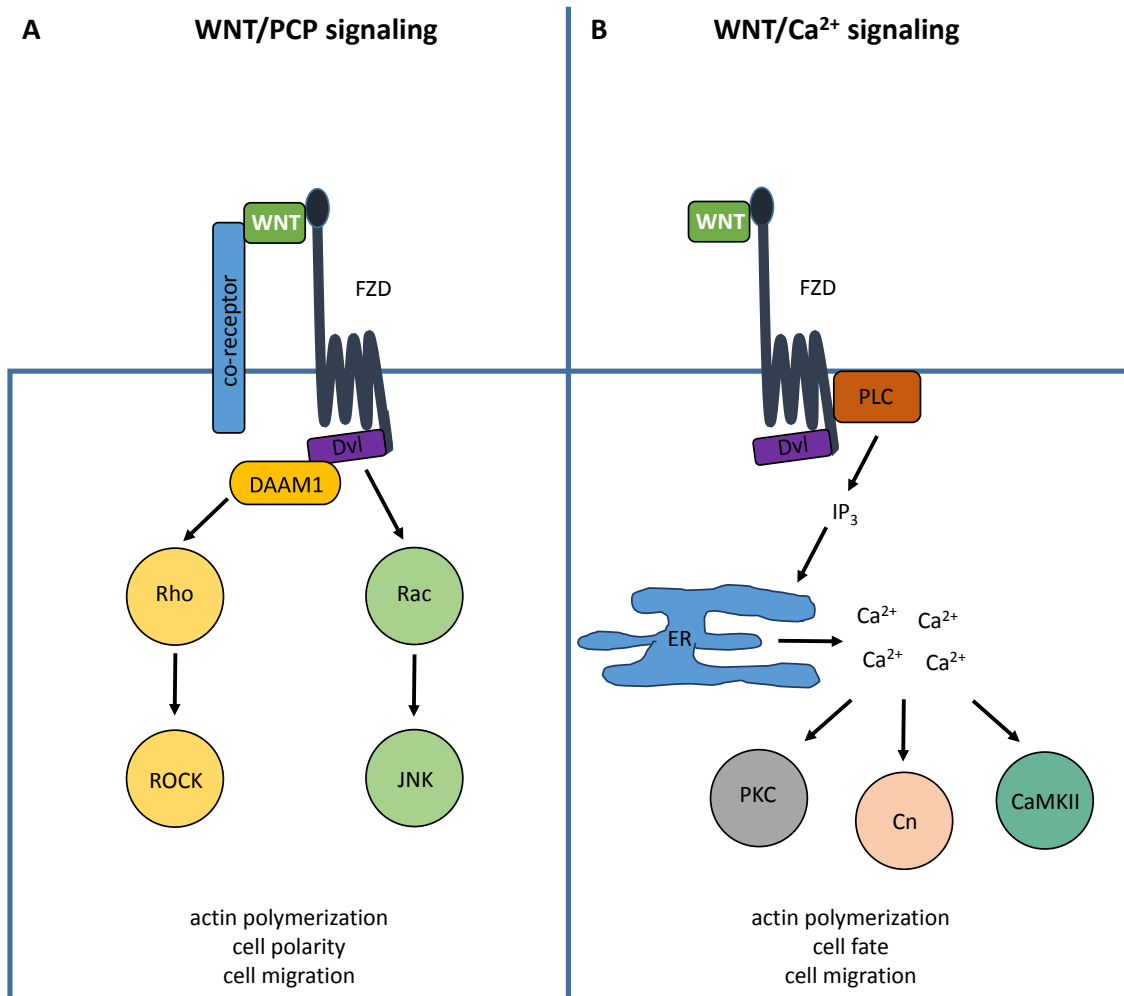 A
WNT/PCP signaling
WNT
co-receptor
FZD
Dvl
DAAM1
Rho
Rac
ROCK
JNK
actin polymerization
cell polarity
cell migration
B
WNT/Ca²⁺ signaling
WNT
FZD
PLC
Dvl
IP₃
ER
Ca²⁺
Ca²⁺
Ca²⁺
Ca²⁺
PKC
Cn
CaMKII
actin polymerization
cell fate
cell migration